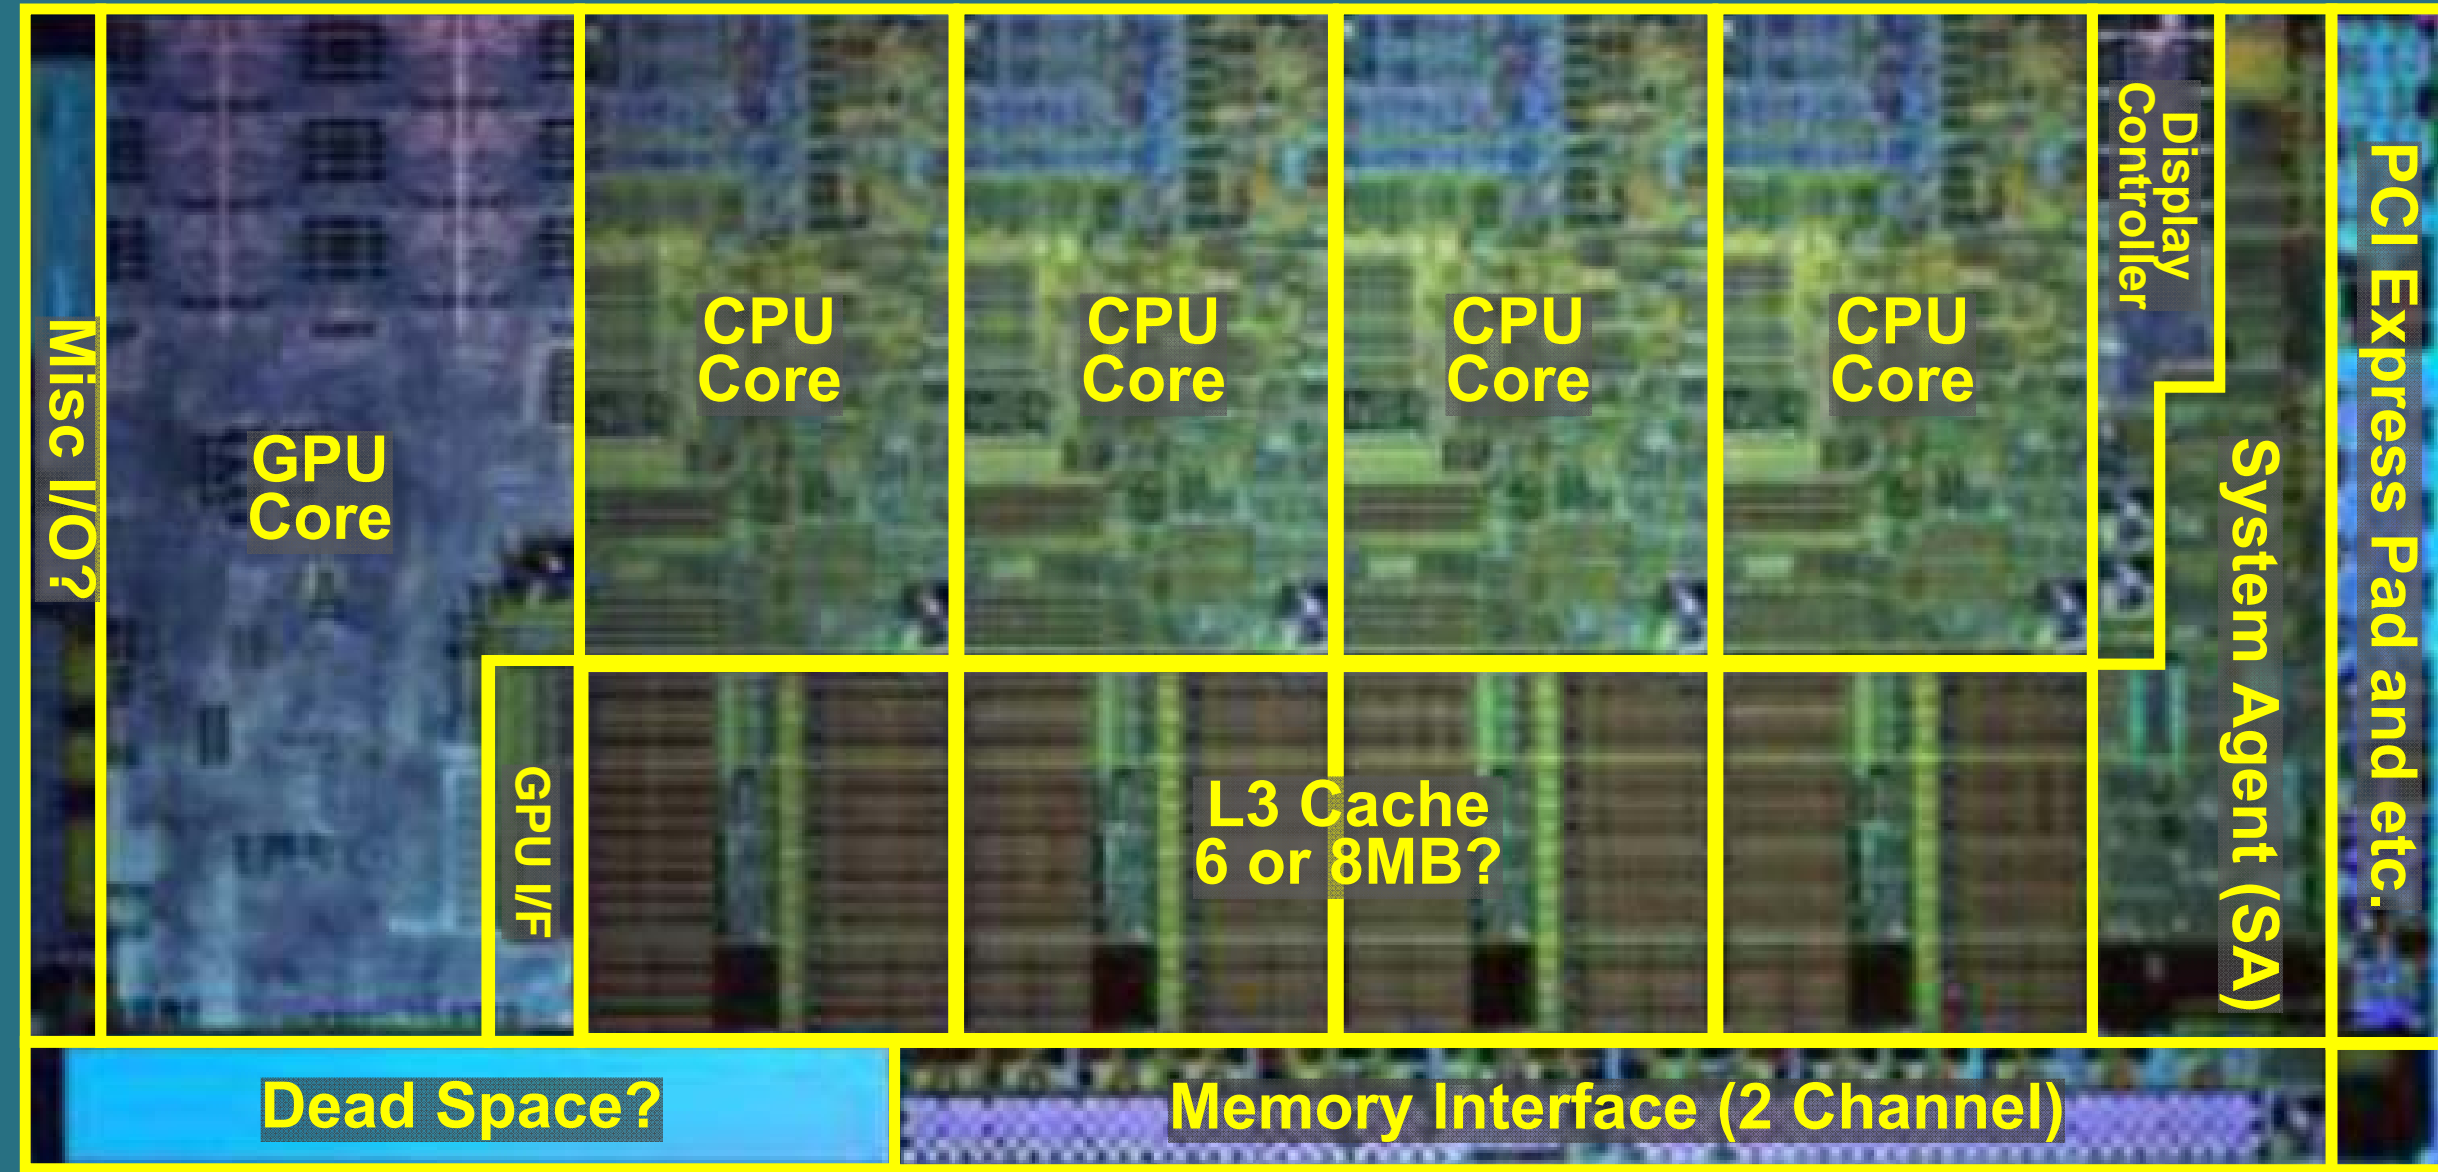 Misc I/O?
GPU
Core
GPU I/F
CPU
Core
CPU
Core
CPU
Core
CPU
Core
L3 Cache
6 or 8MB?
Display
Controller
System Agent (SA)
PCI Express Pad and etc.
Dead Space?
Memory Interface (2 Channel)